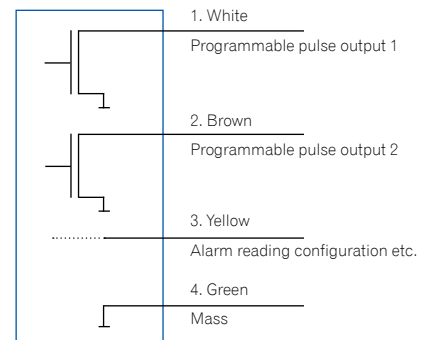 1. White
Programmable pulse output 1
2. Brown
Programmable pulse output 2
3. Yellow
Alarm reading configuration etc.
4. Green
Mass